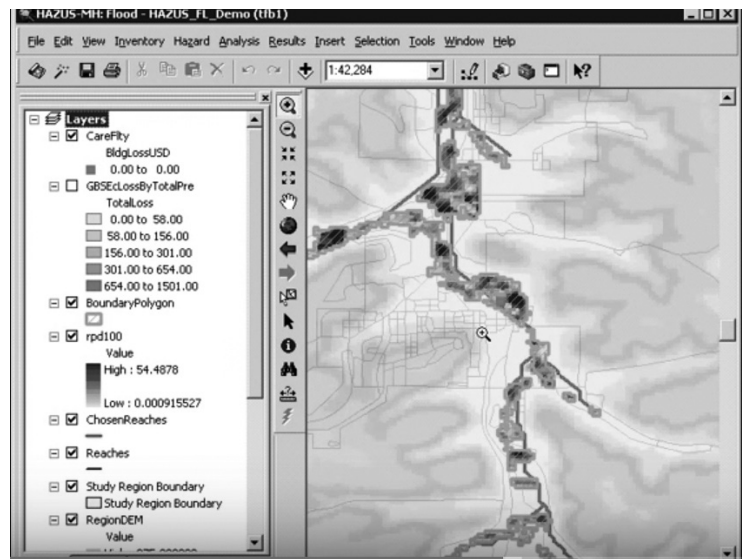 HAZUS-MH: Flood - HAZUS_FL_Demo (tfb1)
File Edit View Inventory Hazard Analysis Results Insert Selection Tools Window Help
1:42,284
Layers
CareFlty
BldgLossUSD
0.00 to 0.00
GBSEcLossByTotalPre
TotalLoss
0.00 to 58.00
58.00 to 156.00
156.00 to 301.00
301.00 to 654.00
654.00 to 1501.00
BoundaryPolygon
rpd100
Value
High : 54.4878
Low : 0.000915527
ChosenReaches
Reaches
Study Region Boundary
Study Region Boundary
RegionDEM
Value